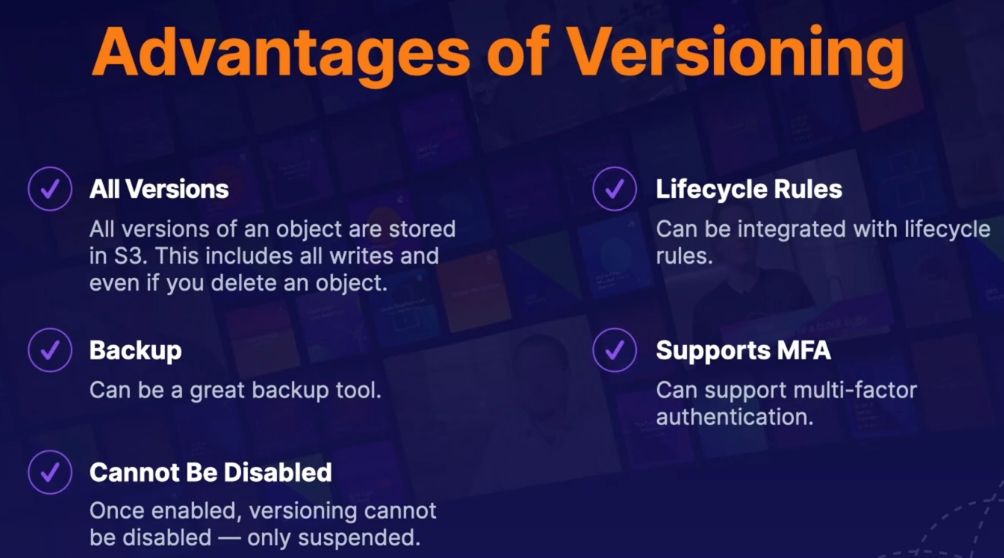 Advantages of Versioning
All Versions
All versions of an object are stored
in S3. This includes all writes and
even if you delete an object.
Backup
Can be a great backup tool.
Cannot Be Disabled
Once enabled, versioning cannot
be disabled — only suspended.
Lifecycle Rules
Can be integrated with lifecycle
rules.
Supports MFA
Can support multi-factor
authentication.